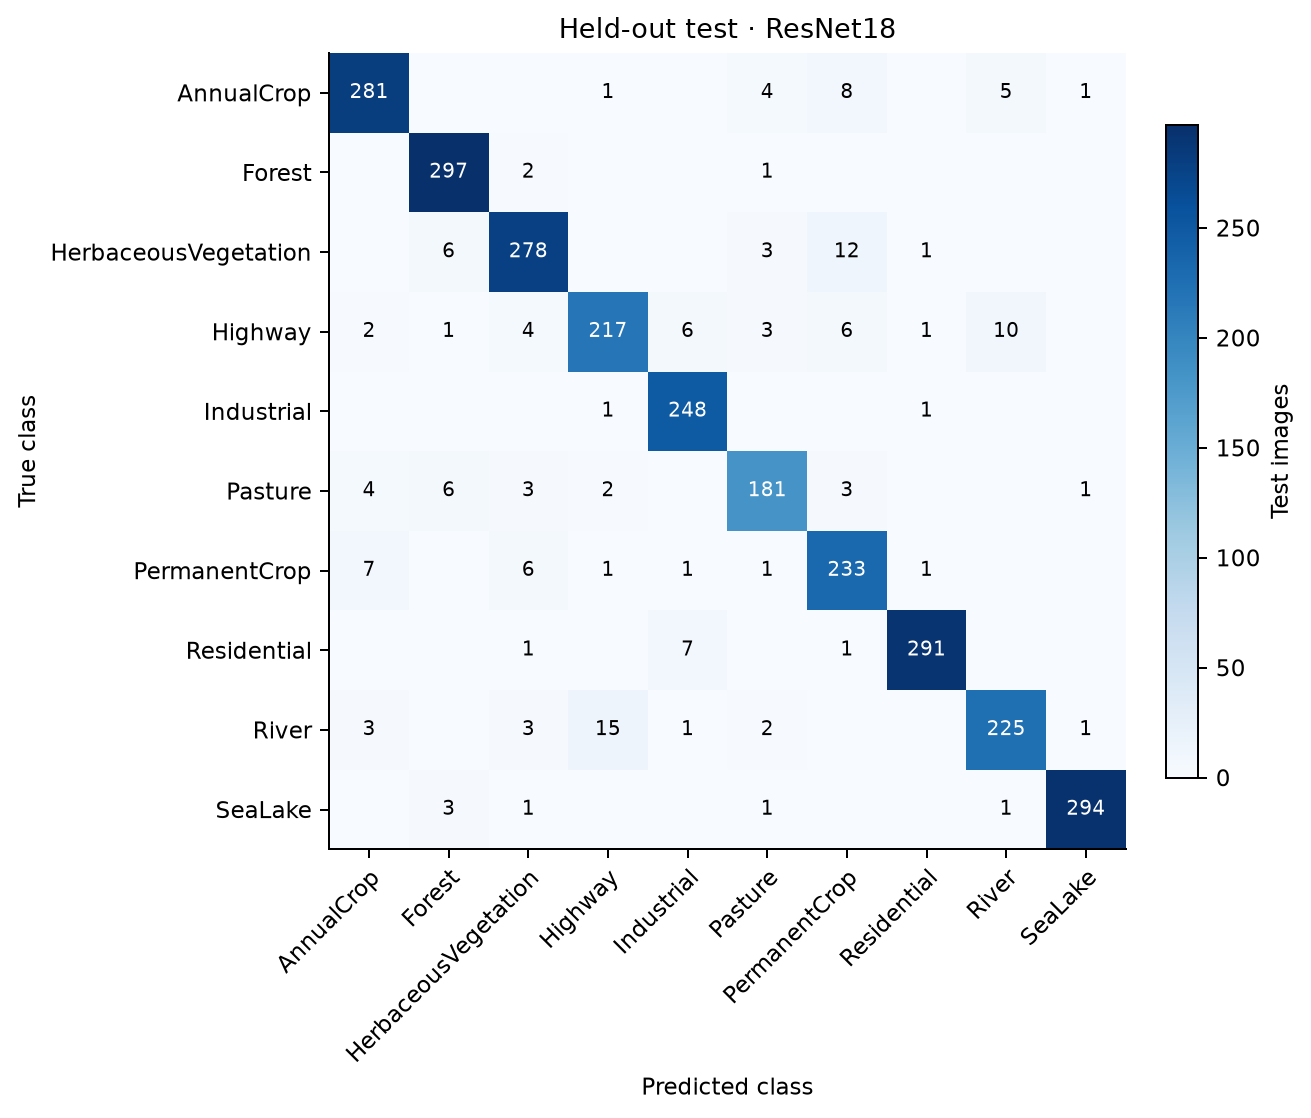 Held-out test · ResNet18
AnnualCrop 281 1 4 8 5 1
Forest 297 2 1
HerbaceousVegetation 6 278 3 12 1
Highway 2 1 4 217 6 3 6 1 10
Industrial 1 248 1
Pasture 4 6 3 2 181 3 1
PermanentCrop 7 6 1 1 1 233 1
Residential 1 7 1 291
River 3 3 15 1 2 225 1
SeaLake 3 1 1 1 294
True class
AnnualCrop
Forest
HerbaceousVegetation
Highway
Industrial
Pasture
PermanentCrop
Residential
River
SeaLake
Predicted class
250
200
150
100
50
0
Test images